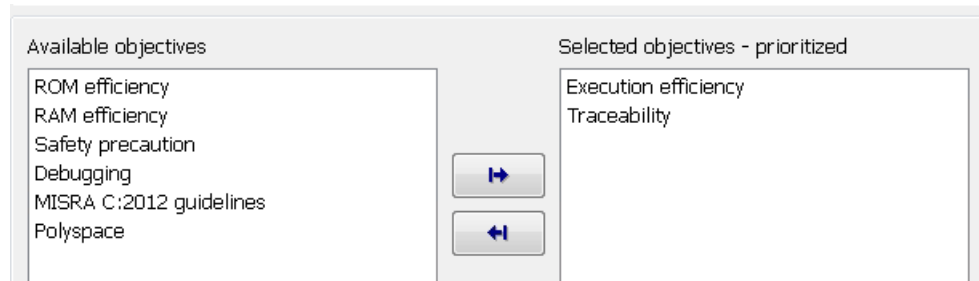 Available objectives
ROM efficiency
RAM efficiency
Safety precaution
Debugging
MISRA C:2012 guidelines
Polyspace
Selected objectives - prioritized
Execution efficiency
Traceability